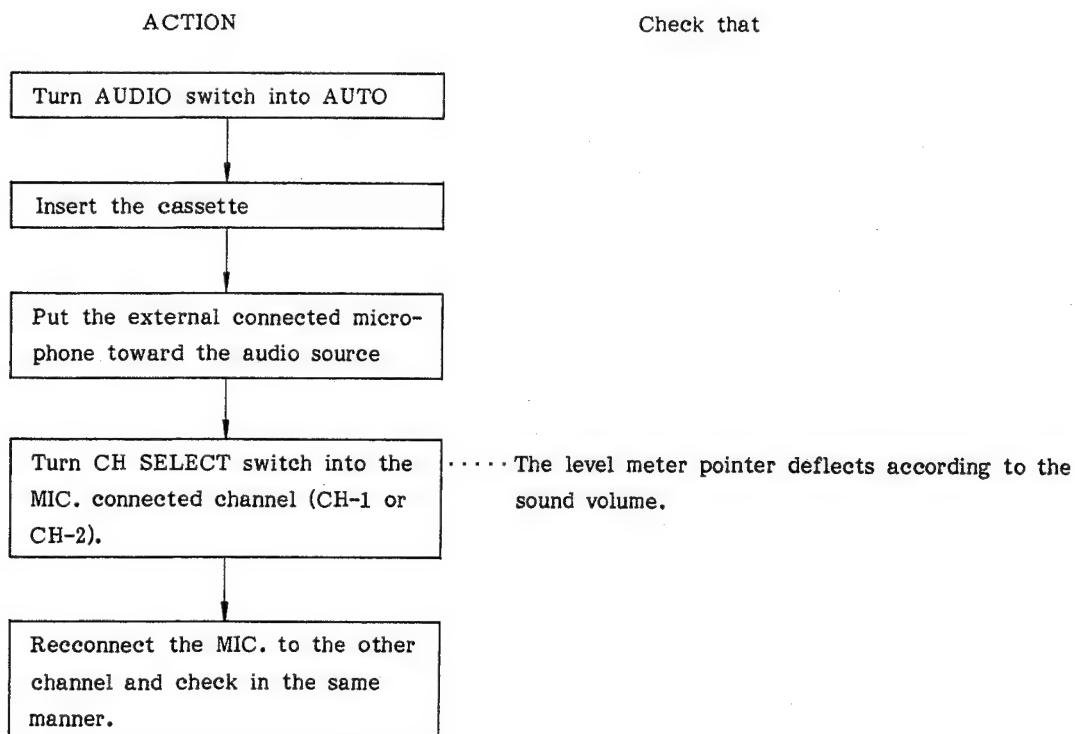 ACTION
Check that
Turn AUDIO switch into AUTO
Insert the cassette
Put the external connected micro-
phone toward the audio source
Turn CH SELECT switch into the
MIC. connected channel (CH-1 or
CH-2).
····· The level meter pointer deflects according to the
sound volume.
Recconnect the MIC. to the other
channel and check in the same
manner.